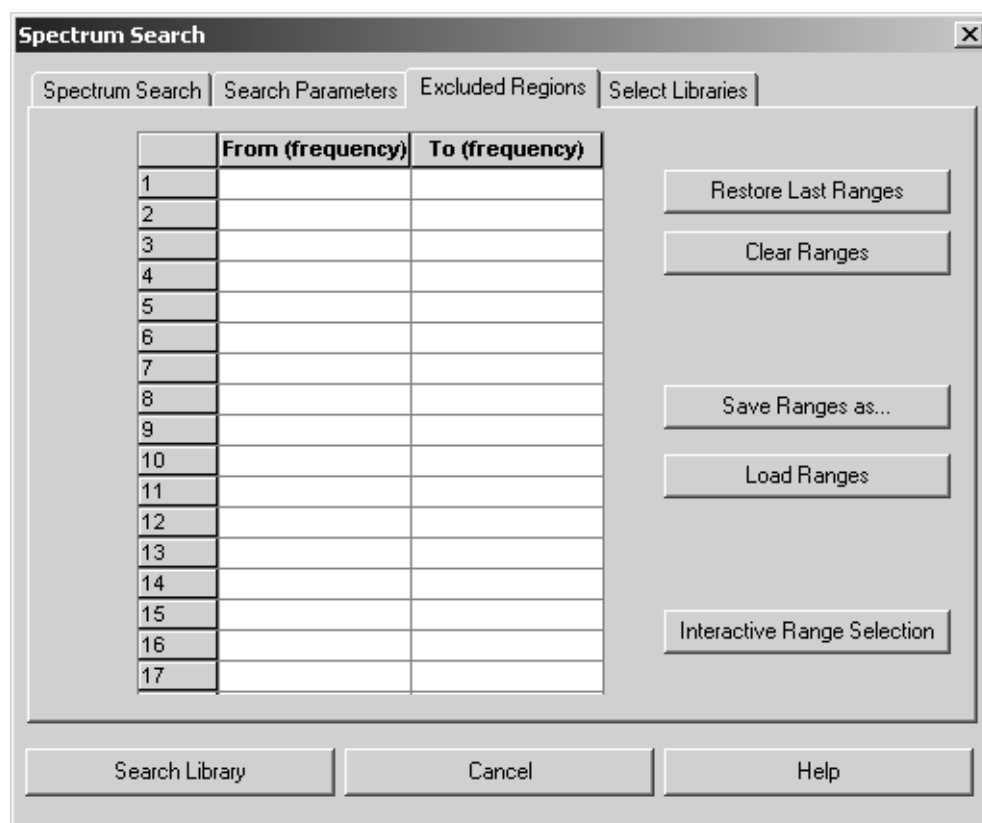 Spectrum Search
Spectrum Search Search Parameters Excluded Regions Select Libraries
From (frequency) To (frequency)
1
2
3
4
5
6
7
8
9
10
11
12
13
14
15
16
17
Restore Last Ranges
Clear Ranges
Save Ranges as...
Load Ranges
Interactive Range Selection
Search Library Cancel Help